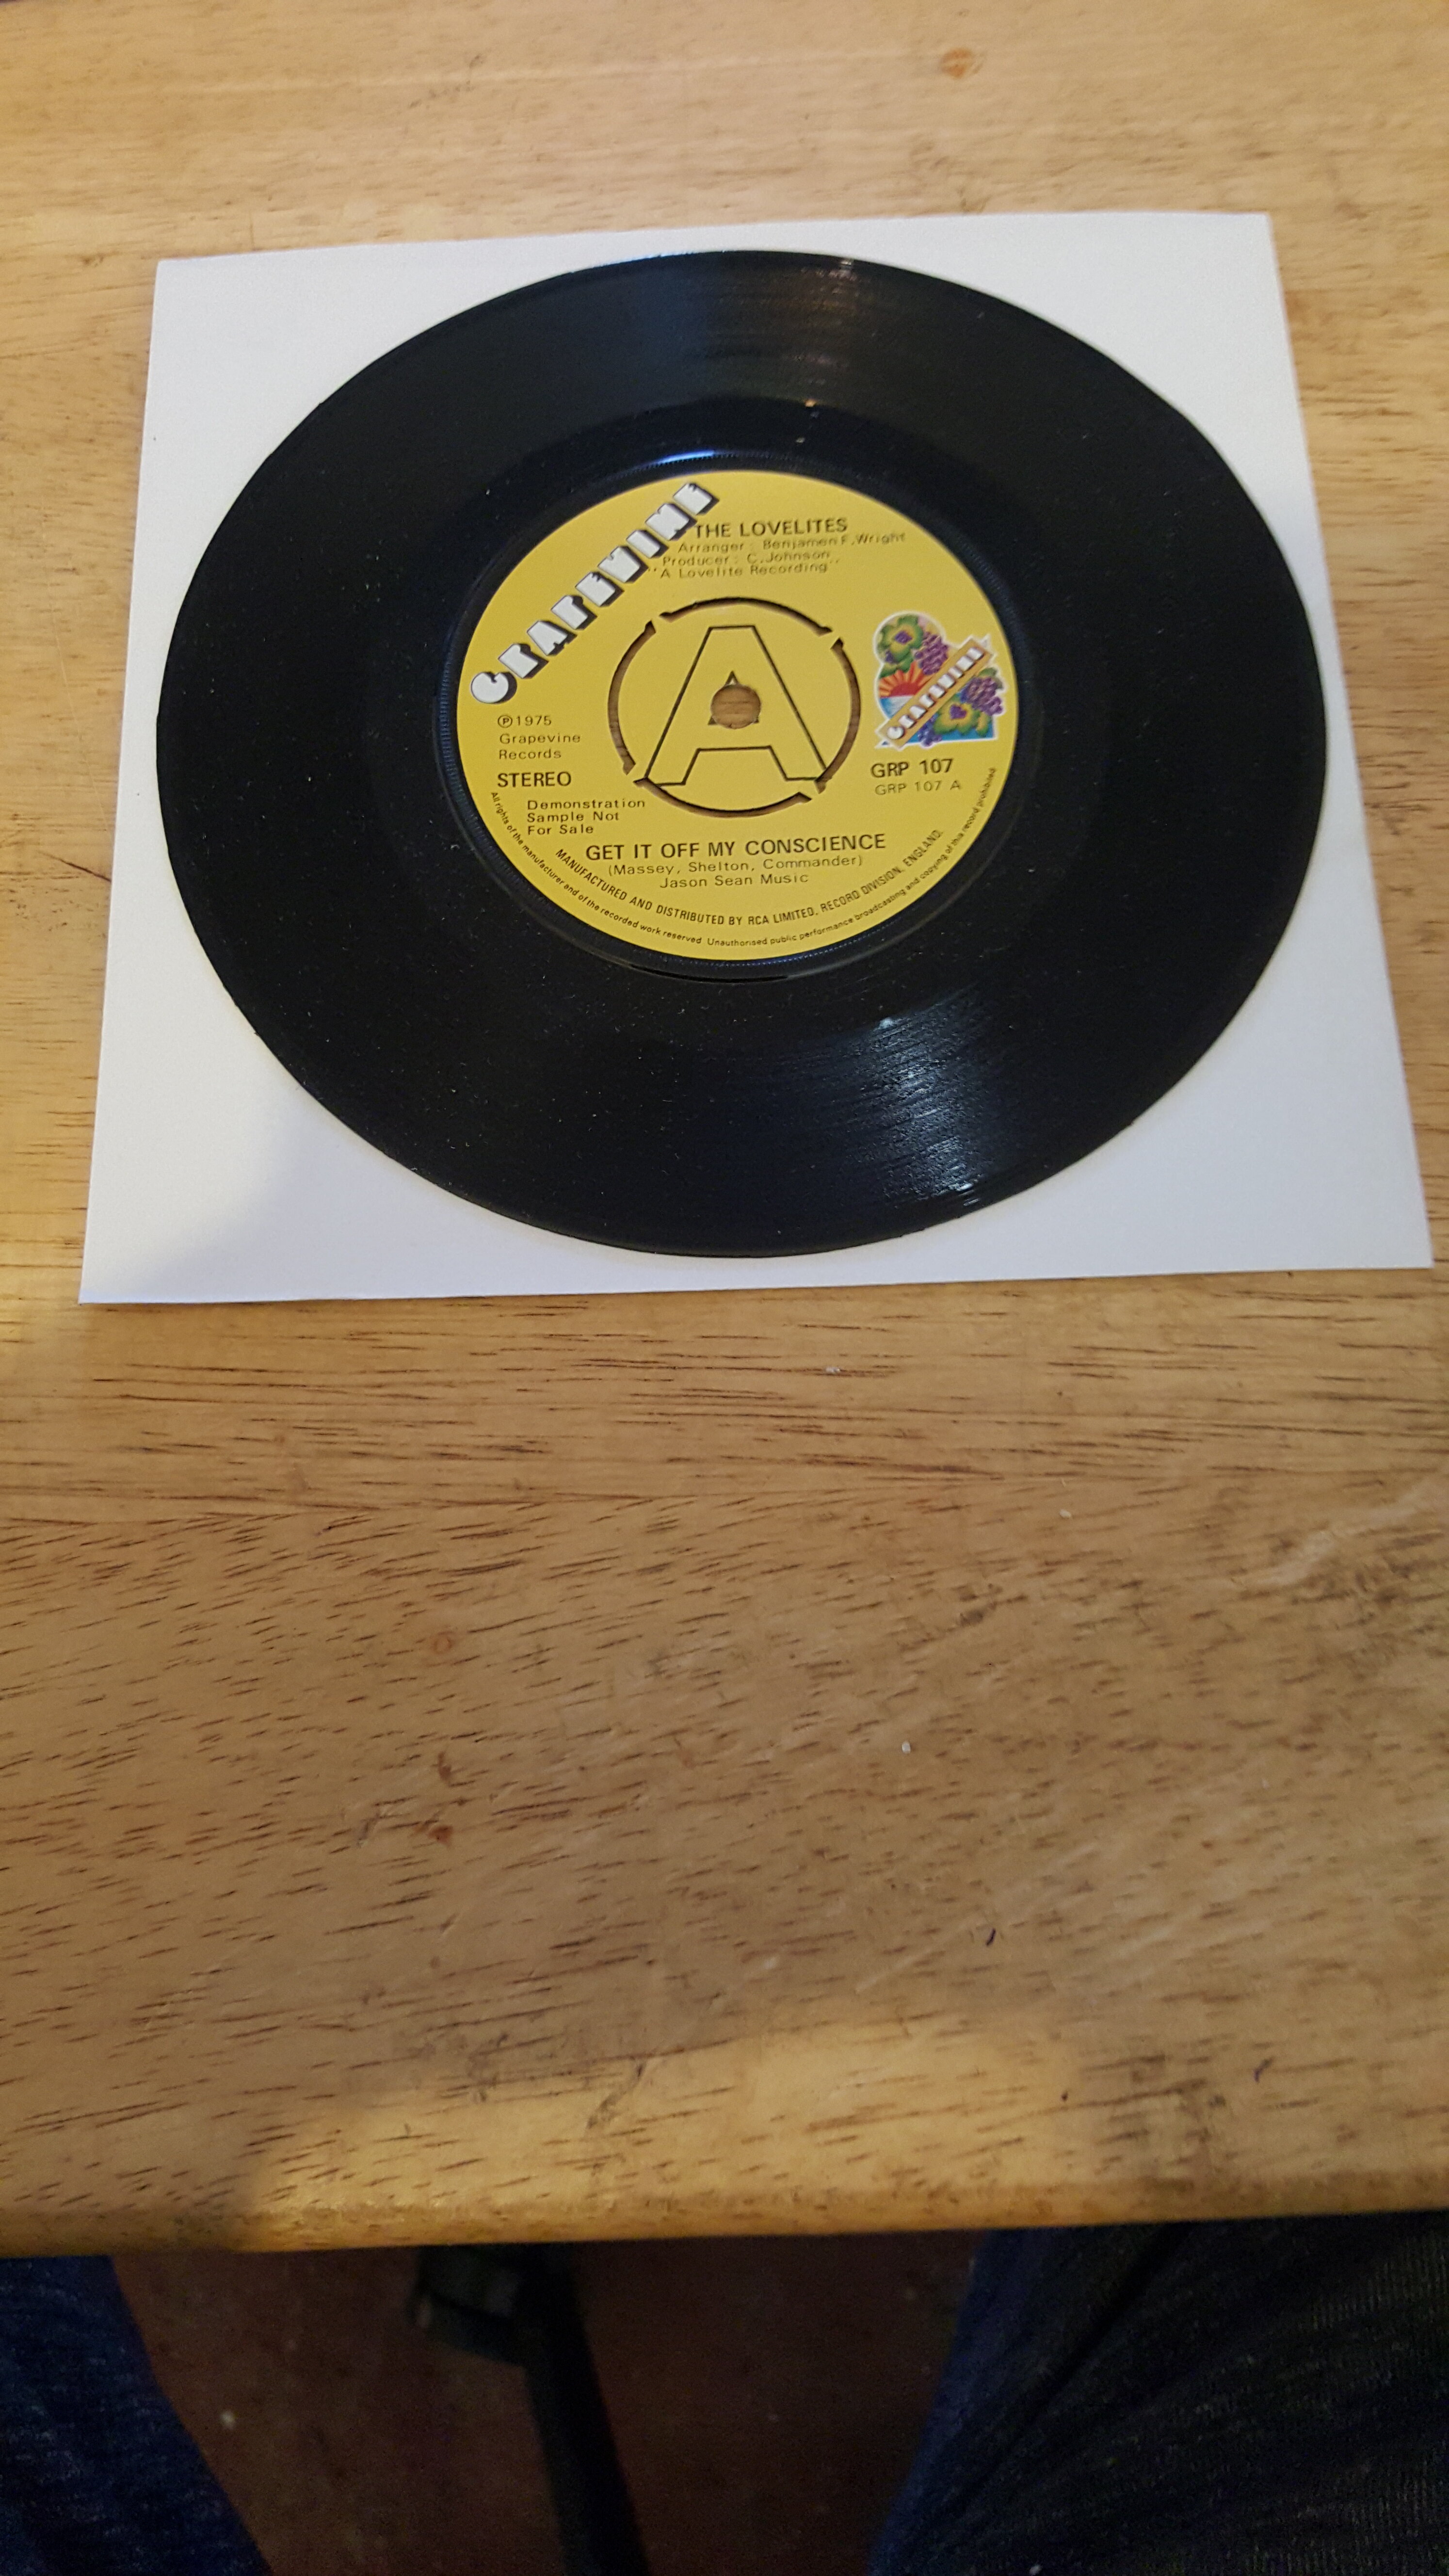 GRAPEVINE
THE LOVELITES
Arranger : Benjamen F. Wright
Producer : C. Johnson
"A Lovelite Recording"
A
GRAPEVINE
Ⓟ1975
Grapevine
Records
STEREO
GRP 107
GRP 107 A
Demonstration
Sample Not
For Sale
GET IT OFF MY CONSCIENCE
(Massey, Shelton, Commander)
Jason Sean Music
MANUFACTURED AND DISTRIBUTED BY RCA LIMITED, RECORD DIVISION, ENGLAND.
All rights of the manufacturer and of the recorded work reserved Unauthorised public performance broadcasting and copying of this record prohibited